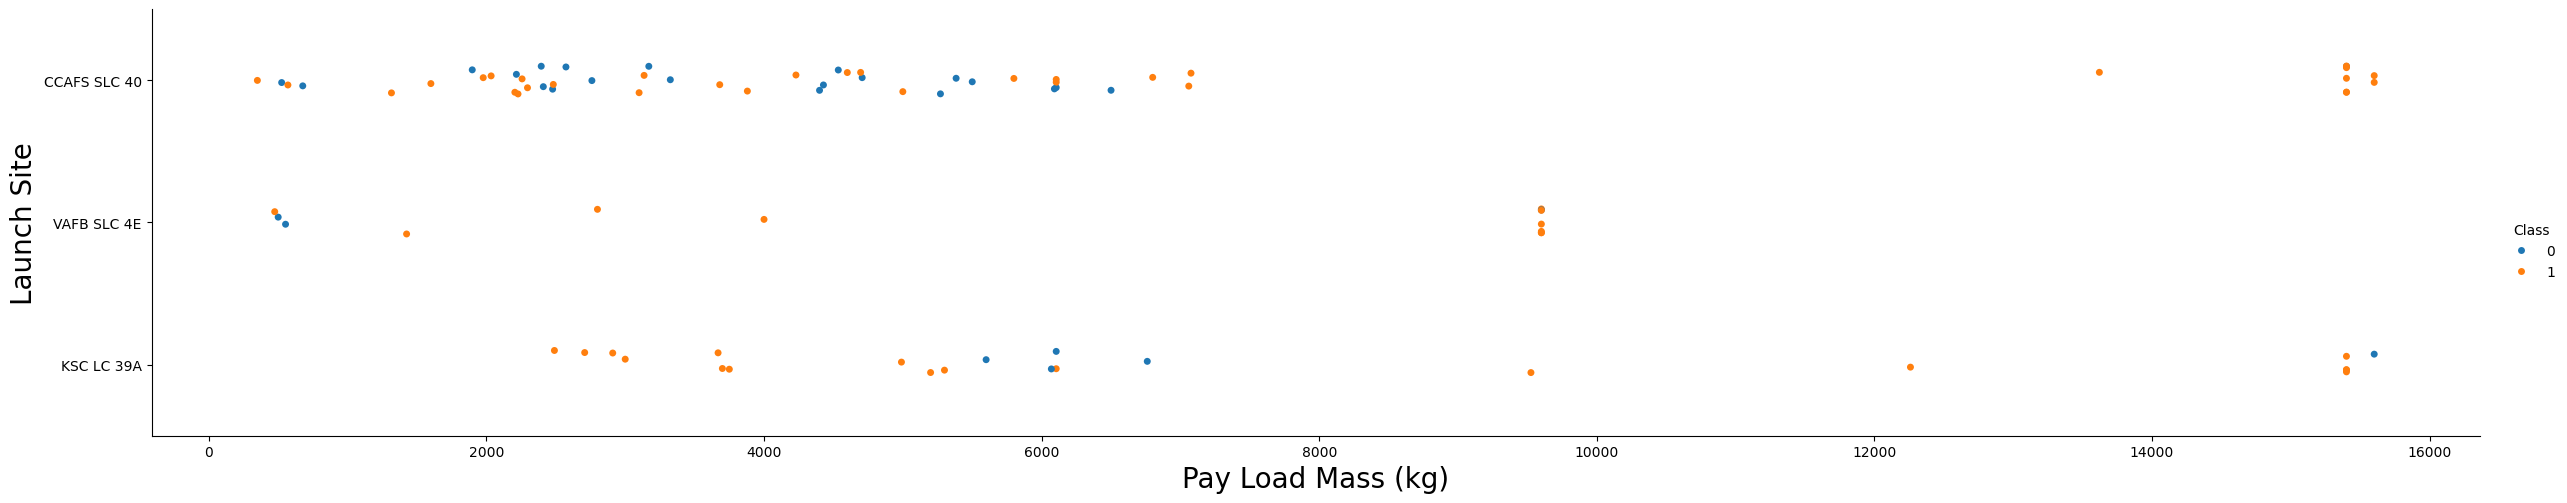 Launch Site
CCAFS SLC 40
VAFB SLC 4E
KSC LC 39A
0 2000 4000 6000 8000 10000 12000 14000 16000
Pay Load Mass (kg)
Class
0
1